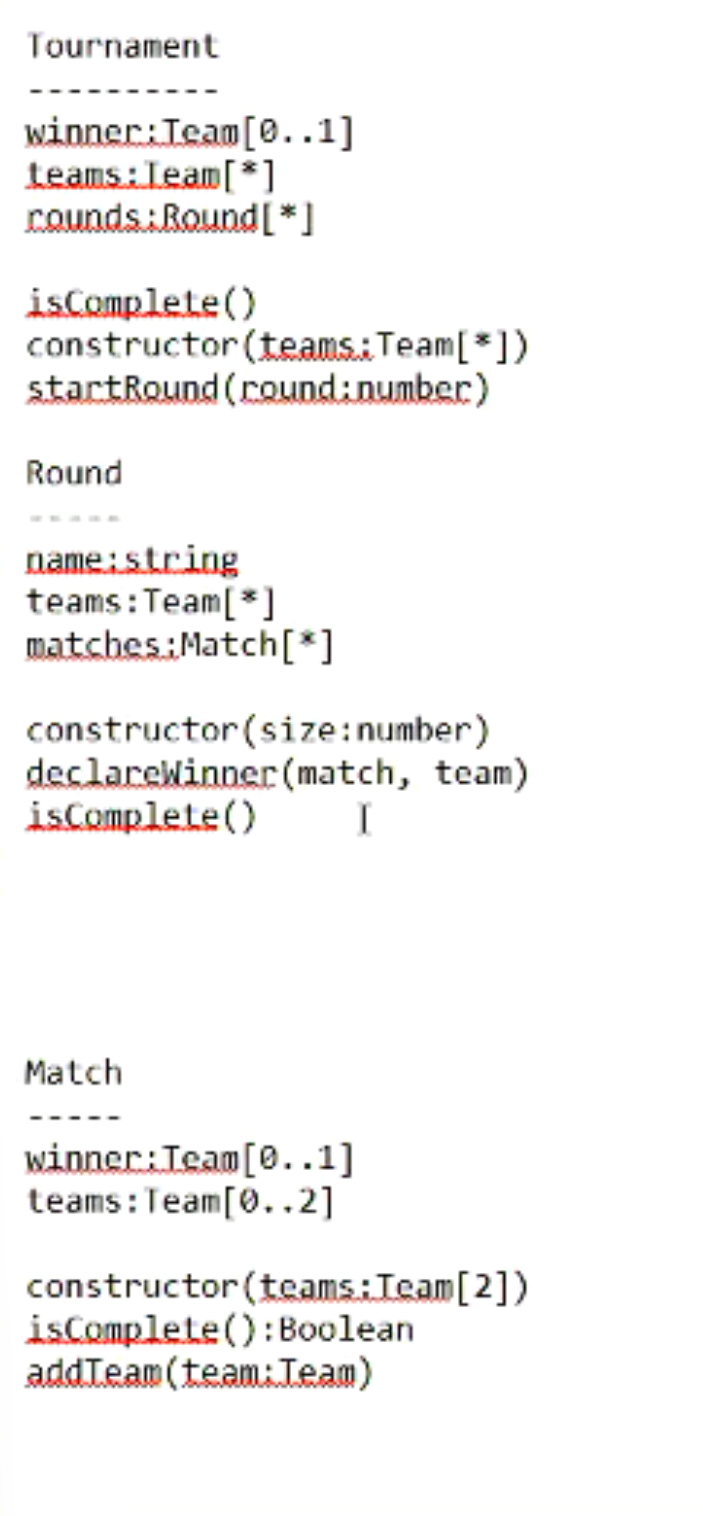 Tournament
----------
winner:Team[0..1]
teams:Team[*]
rounds:Round[*]
isComplete()
constructor(teams:Team[*])
startRound(round:number)
Round
-----
name:string
teams:Team[*]
matches:Match[*]
constructor(size:number)
declareWinner(match, team)
isComplete()
Match
-----
winner:Team[0..1]
teams:Team[0..2]
constructor(teams:Team[2])
isComplete():Boolean
addTeam(team:Team)